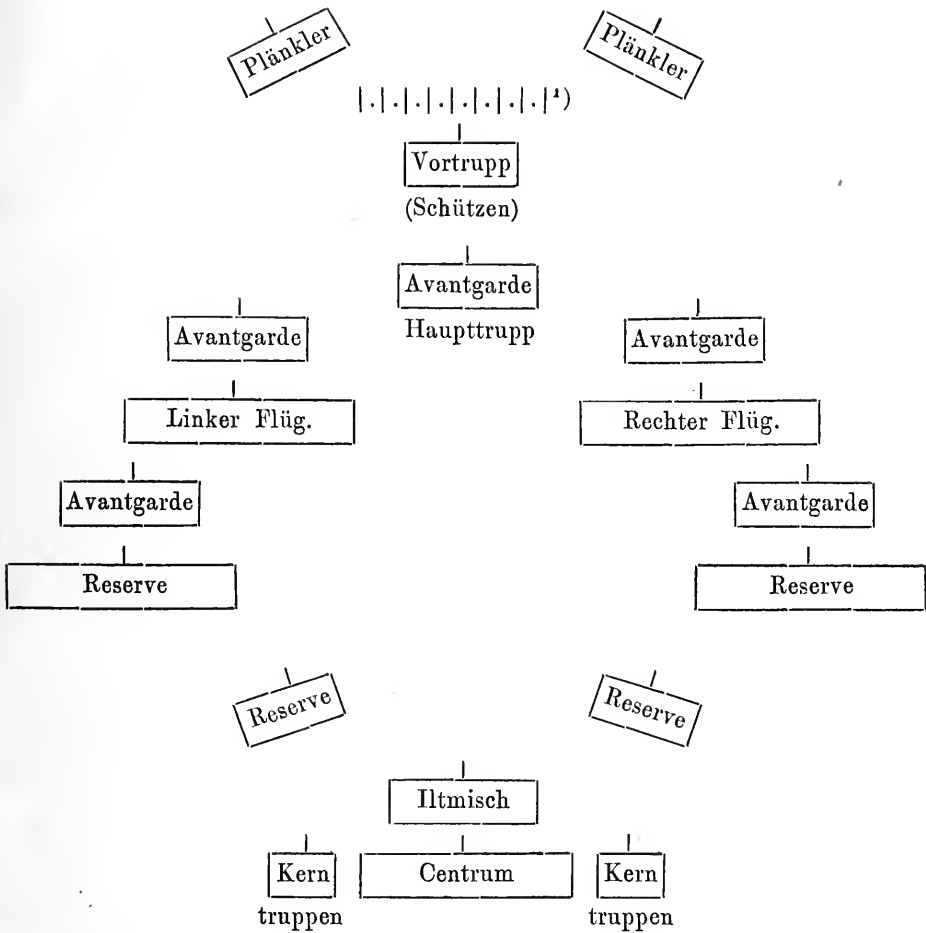 Plänkler Plänkler
|.|.|.|.|.|.|.|.|¹)
Vortrupp
(Schützen)
Avantgarde
Haupttrupp
Avantgarde Avantgarde
Linker Flüg. Rechter Flüg.
Avantgarde Avantgarde
Reserve Reserve
Reserve Reserve
Iltmisch
Kern Centrum Kern
truppen truppen